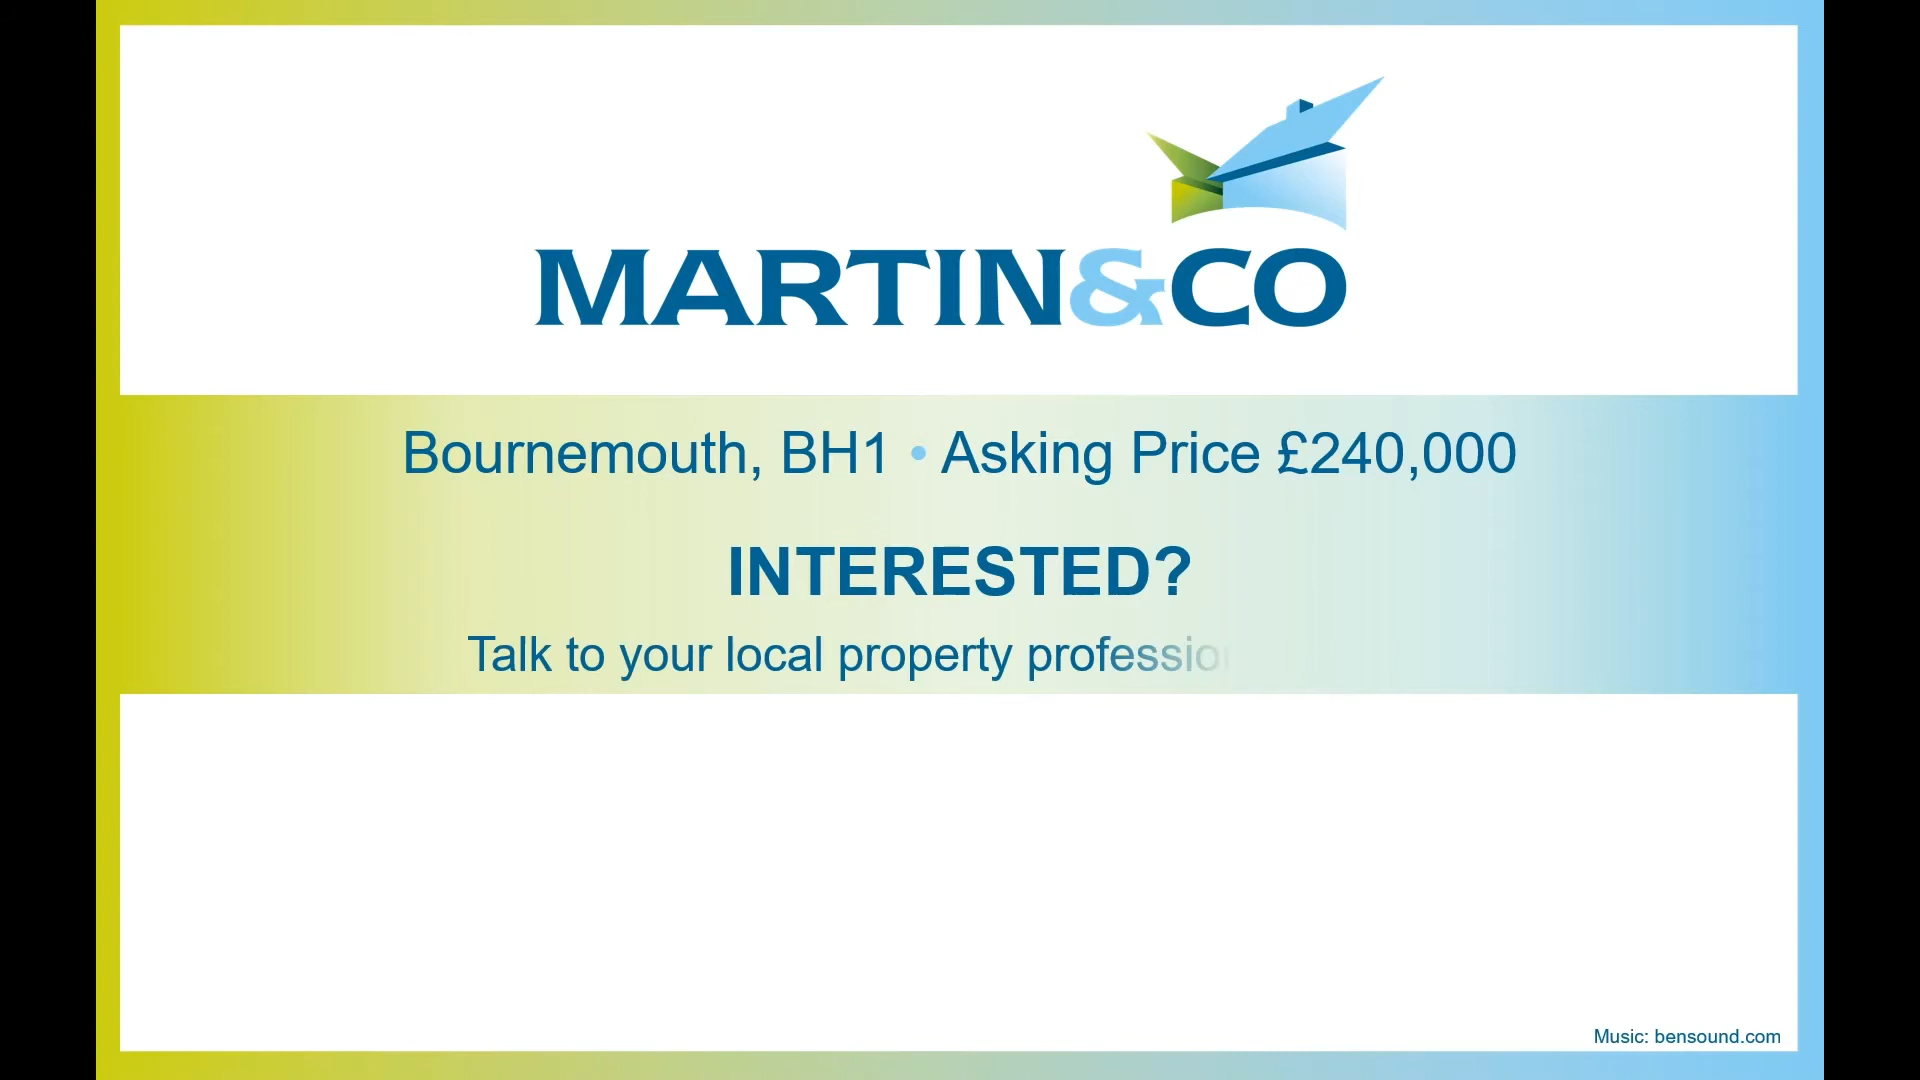 MARTIN&CO
Bournemouth, BH1 • Asking Price £240,000
INTERESTED?
Talk to your local property
Music: bensound.com